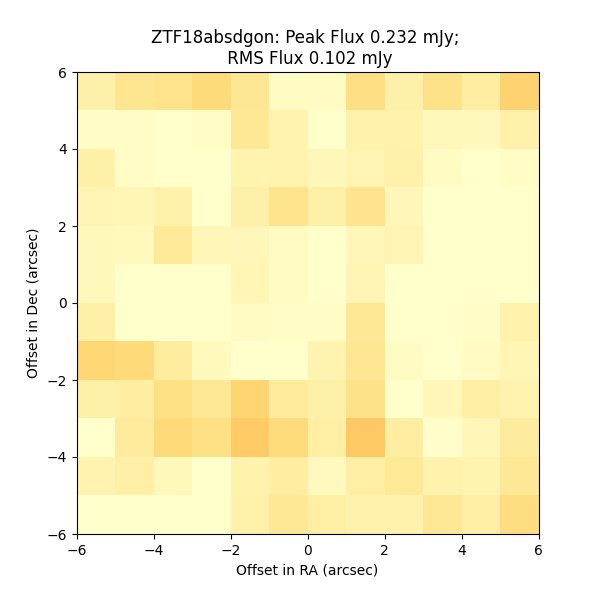 ZTF18absdgon: Peak Flux 0.232 mJy;
RMS Flux 0.102 mJy
6
4
2
0
−2
−4
−6
Offset in Dec (arcsec)
−6 −4 −2 0 2 4 6
Offset in RA (arcsec)